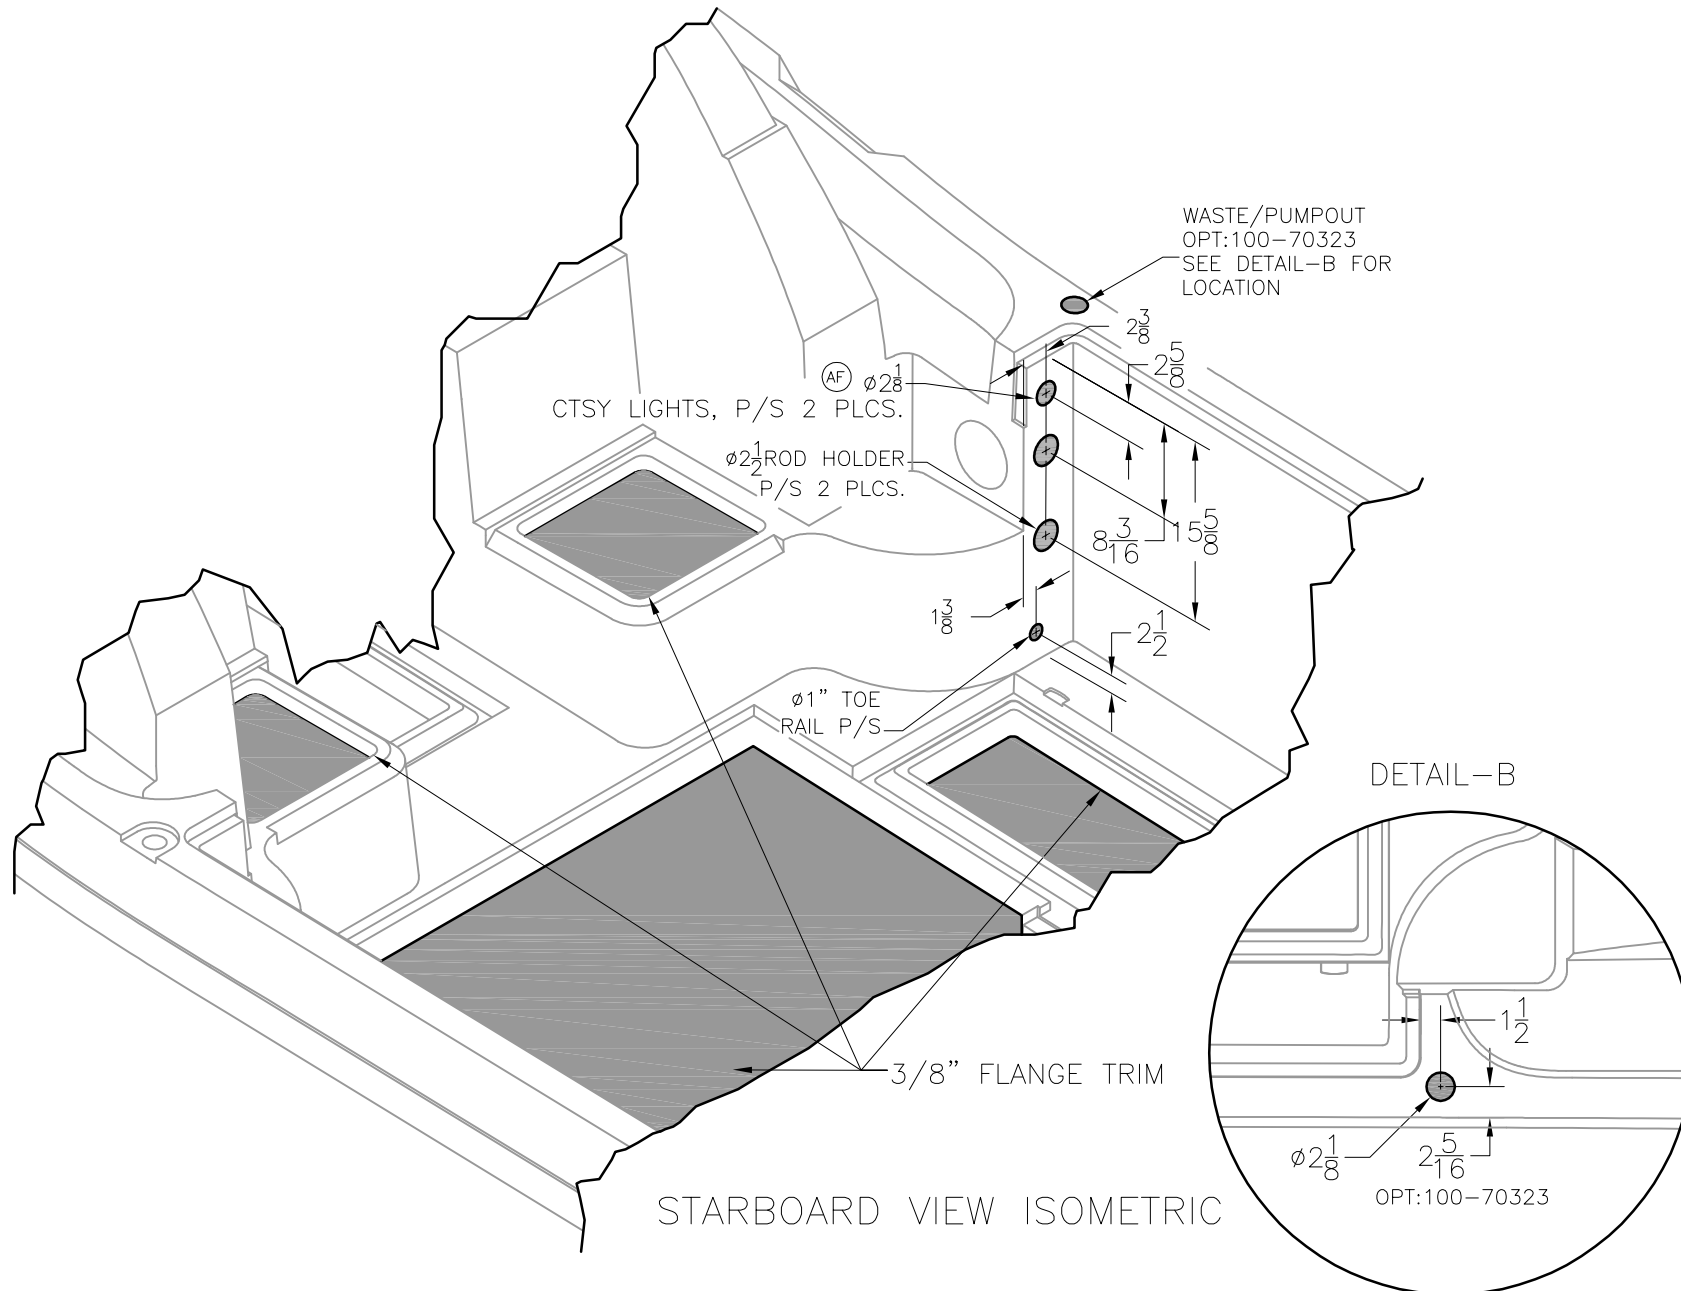 WASTE/PUMPOUT
OPT:100-70323
SEE DETAIL-B FOR
LOCATION
2 3/8
2 5/8
AF ø2 1/8
CTSY LIGHTS, P/S 2 PLCS.
ø2 1/2 ROD HOLDER
P/S 2 PLCS.
8 3/16
15 5/8
1 3/8
2 1/2
ø1" TOE
RAIL P/S
3/8" FLANGE TRIM
STARBOARD VIEW ISOMETRIC
DETAIL-B
1 1/2
ø2 1/8
2 5/16
OPT:100-70323